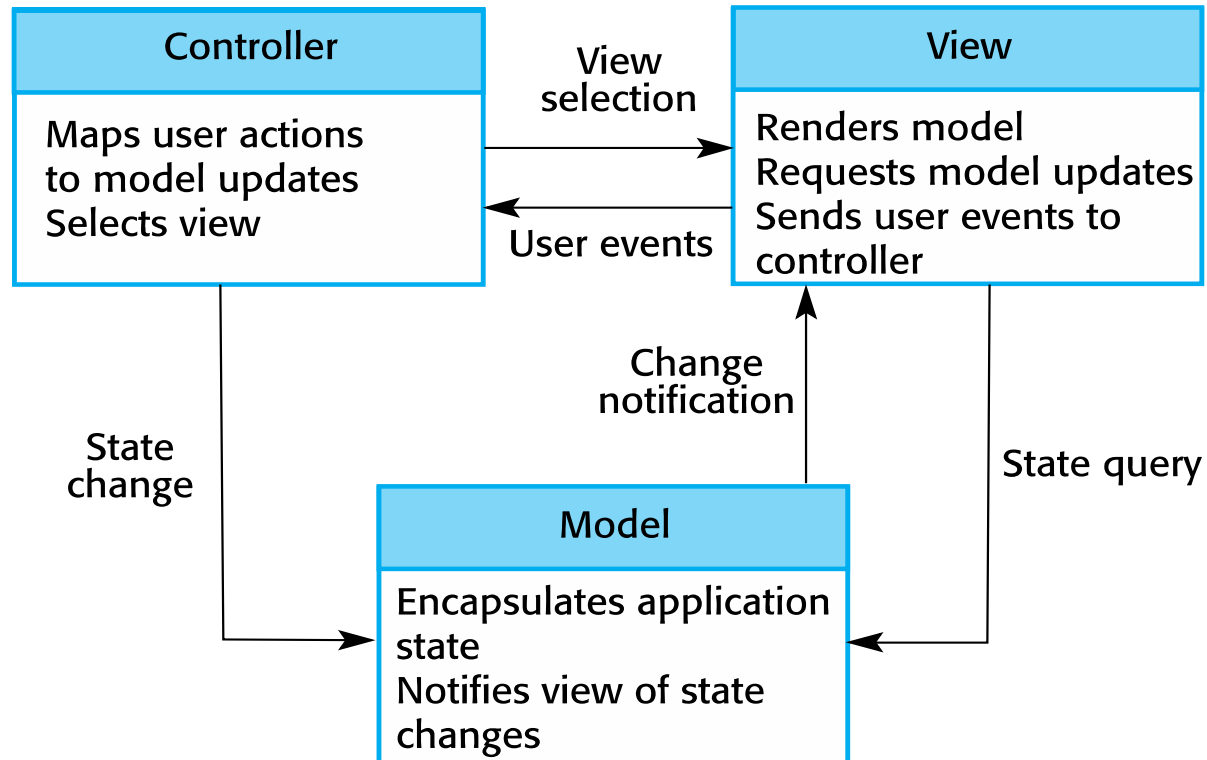 Controller
Maps user actions
to model updates
Selects view
View
selection
User events
View
Renders model
Requests model updates
Sends user events to
controller
State
change
Change
notification
State query
Model
Encapsulates application
state
Notifies view of state
changes